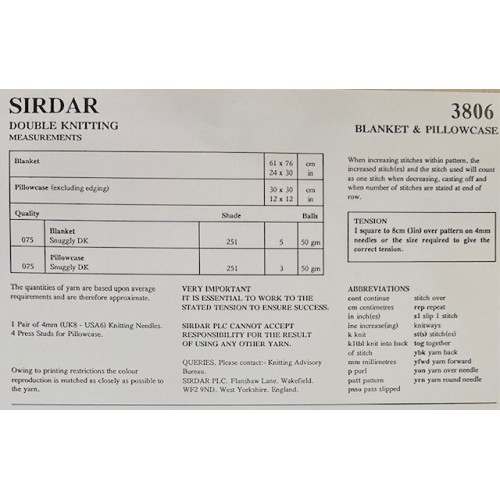 SIRDAR
DOUBLE KNITTING
MEASUREMENTS
3806
BLANKET & PILLOWCASE
Blanket 61 x 76 cm
24 x 30 in
Pillowcase (excluding edging) 30 x 30 cm
12 x 12 in
Quality Shade Balls
Blanket
075 Snuggly DK 251 5 50 gm
Pillowcase
075 Snuggly DK 251 3 50 gm
The quantities of yarn are based upon average
requirements and are therefore approximate.
1 Pair of 4mm (UK8 - USA6) Knitting Needles.
4 Press Studs for Pillowcase.
Owing to printing restrictions the colour
reproduction is matched as closely as possible to
the yarn.
VERY IMPORTANT
IT IS ESSENTIAL TO WORK TO THE
STATED TENSION TO ENSURE SUCCESS.
SIRDAR PLC CANNOT ACCEPT
RESPONSIBILITY FOR THE RESULT
OF USING ANY OTHER YARN.
QUERIES. Please contact:- Knitting Advisory
Bureau.
SIRDAR PLC, Flanshaw Lane, Wakefield.
WF2 9ND. West Yorkshire. England.
When increasing stitches within pattern, the
increased stitch(es) and the stitch used will count
as one stitch when decreasing, casting off and
when number of stitches are stated at end of
row.
TENSION
1 square to 8cm (3in) over pattern on 4mm
needles or the size required to give the
correct tension.
ABBREVIATIONS
cont continue
cm centimetres
in inch(es)
inc increase(ing)
k knit
k1tbl knit into back
of stitch
mm millimetres
p purl
patt pattern
psso pass slipped
stitch over
rep repeat
s1 slip 1 stitch
knitways
st(s) stitch(es)
tog together
ybk yarn back
yfwd yarn forward
yon yarn over needle
yrn yarn round needle